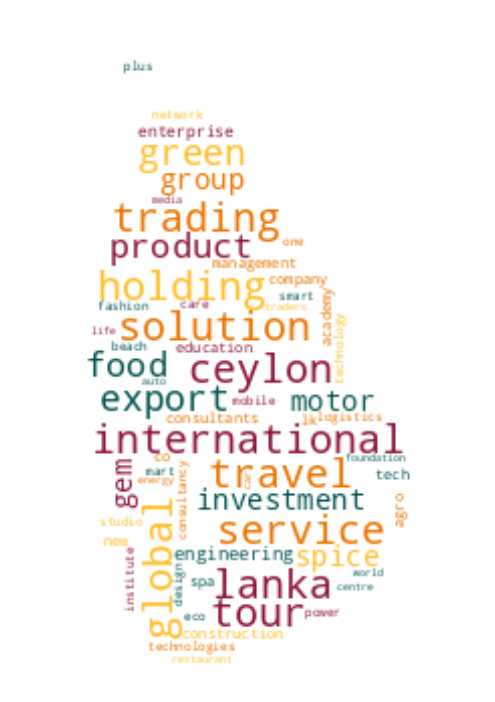 plus
network
enterprise
green
group
media
trading
product one
management
holding company
smart
fashion care traders
academy
solution
technology
life
beach education
food ceylon
auto
export mobile motor
consultants lk logistics
international
co foundation
gem mart travel tech
energy car
consultancy
investment
agro
global
studio service
new
engineering spice
institute
design
world
spa lanka centre
eco tour power
construction
technologies
restaurant